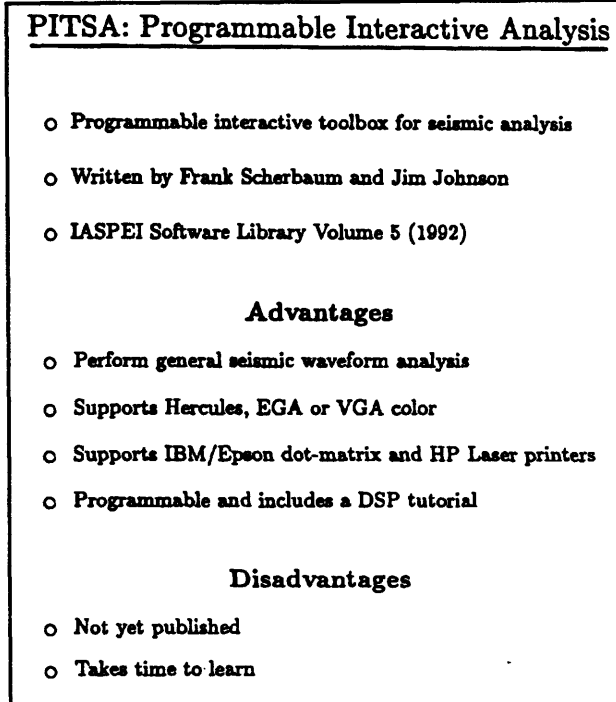 PITSA: Programmable Interactive Analysis
o Programmable interactive toolbox for seismic analysis
o Written by Frank Scherbaum and Jim Johnson
o IASPEI Software Library Volume 5 (1992)
Advantages
o Perform general seismic waveform analysis
o Supports Hercules, EGA or VGA color
o Supports IBM/Epson dot-matrix and HP Laser printers
o Programmable and includes a DSP tutorial
Disadvantages
o Not yet published
o Takes time to learn